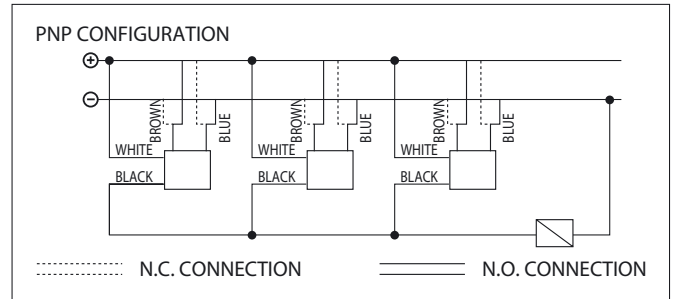 PNP CONFIGURATION
+
−
BROWN BLUE BROWN BLUE BROWN BLUE
WHITE WHITE WHITE
BLACK BLACK BLACK
N.C. CONNECTION N.O. CONNECTION